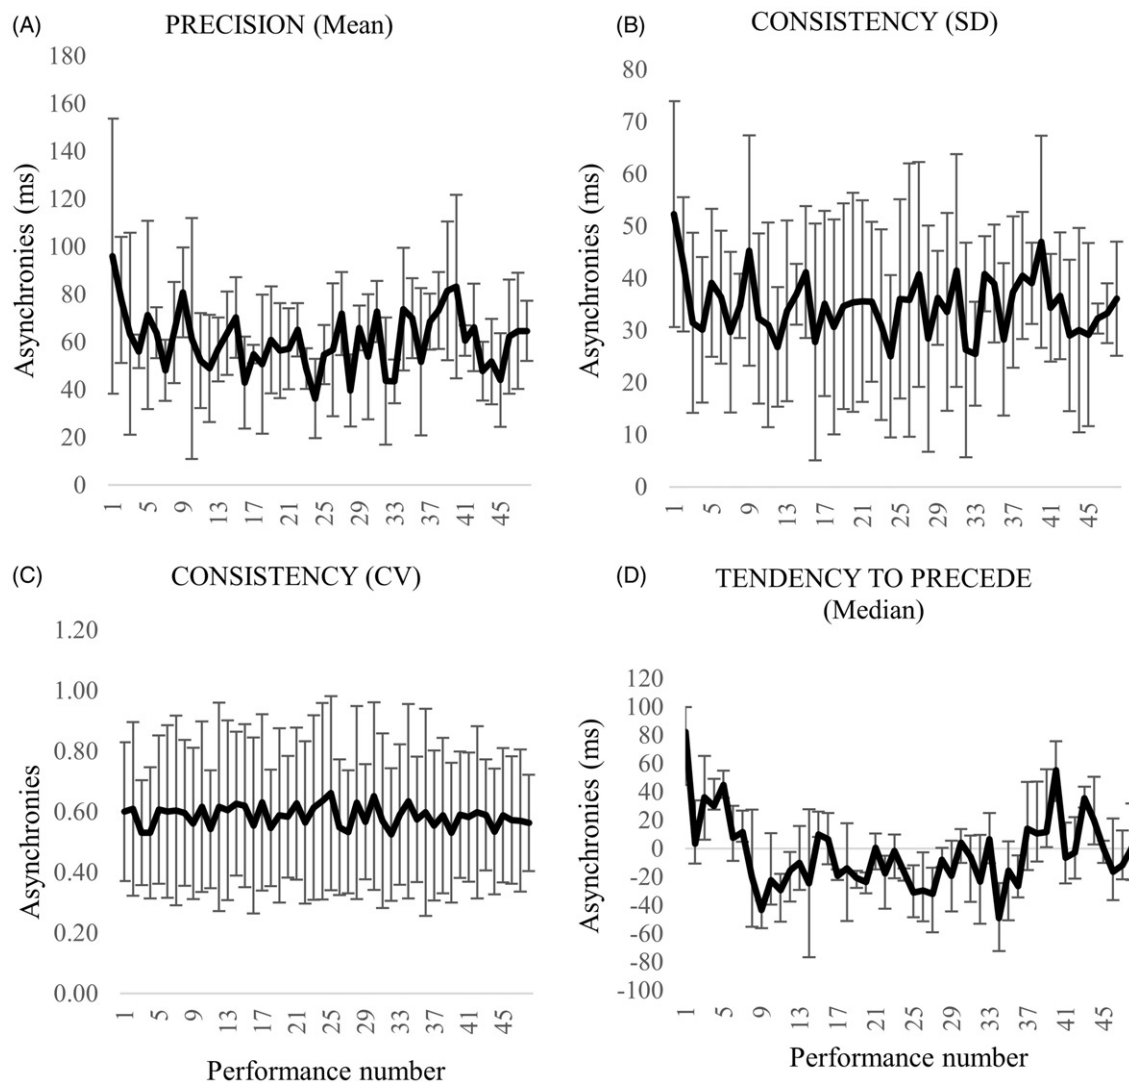 (A) PRECISION (Mean)
Asynchronies (ms)
180
160
140
120
100
80
60
40
20
0
1 5 9 13 17 21 25 29 33 37 41 45
(B) CONSISTENCY (SD)
Asynchronies (ms)
80
70
60
50
40
30
20
10
0
1 5 9 13 17 21 25 29 33 37 41 45
(C) CONSISTENCY (CV)
Asynchronies
1.20
1.00
0.80
0.60
0.40
0.20
0.00
1 5 9 13 17 21 25 29 33 37 41 45
Performance number
(D) TENDENCY TO PRECEDE
(Median)
Asynchronies (ms)
120
100
80
60
40
20
0
-20
-40
-60
-80
-100
1 5 9 13 17 21 25 29 33 37 41 45
Performance number